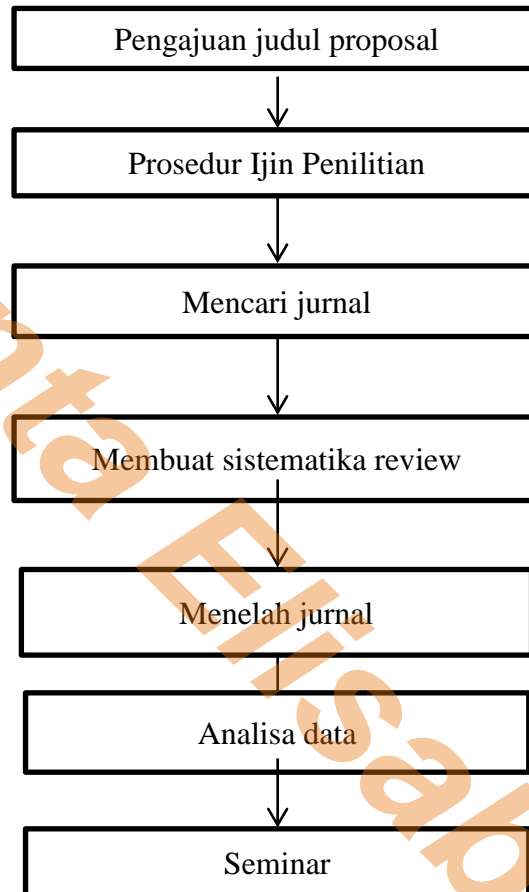 Pengajuan judul proposal
Prosedur Ijin Penilitian
Mencari jurnal
Membuat sistematika review
Menelah jurnal
Analisa data
Seminar